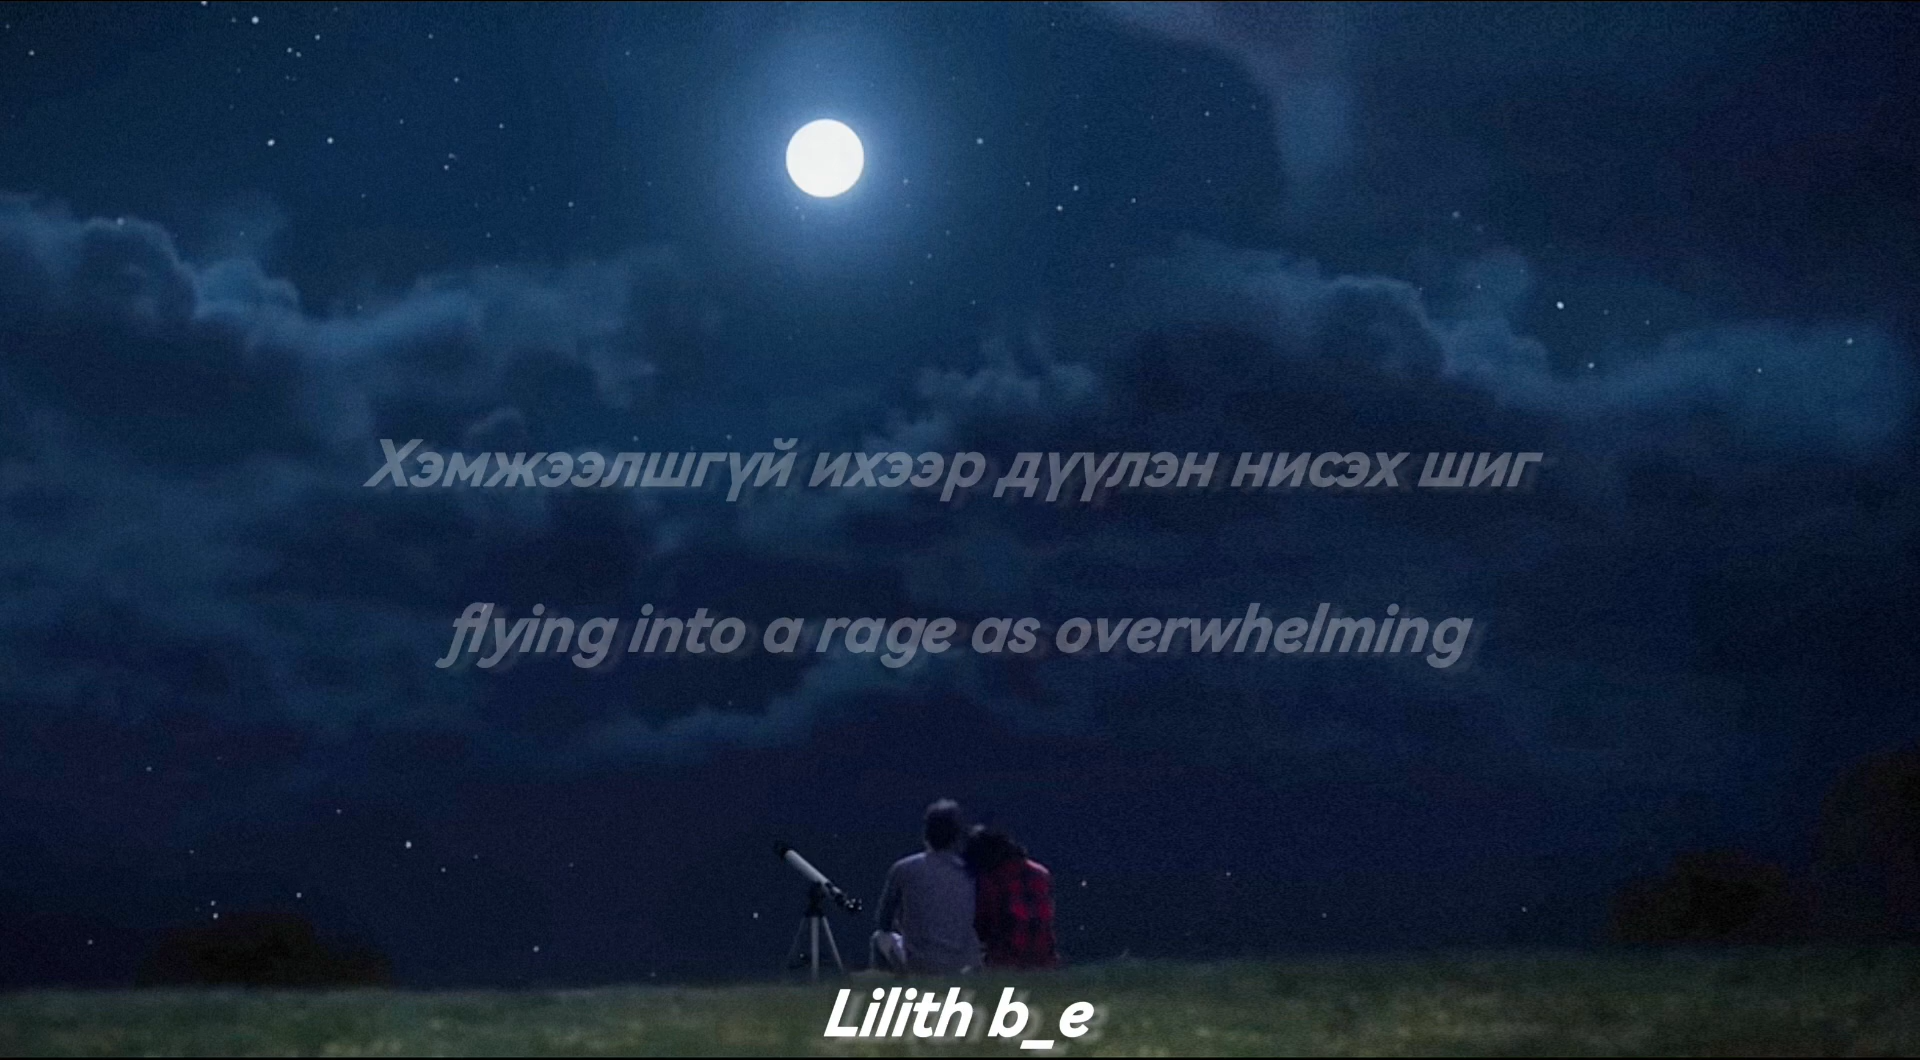 Хэмжээлшгүй ихээр дүүлэн нисэх шиг
flying into a rage as overwhelming
Lilith b_e